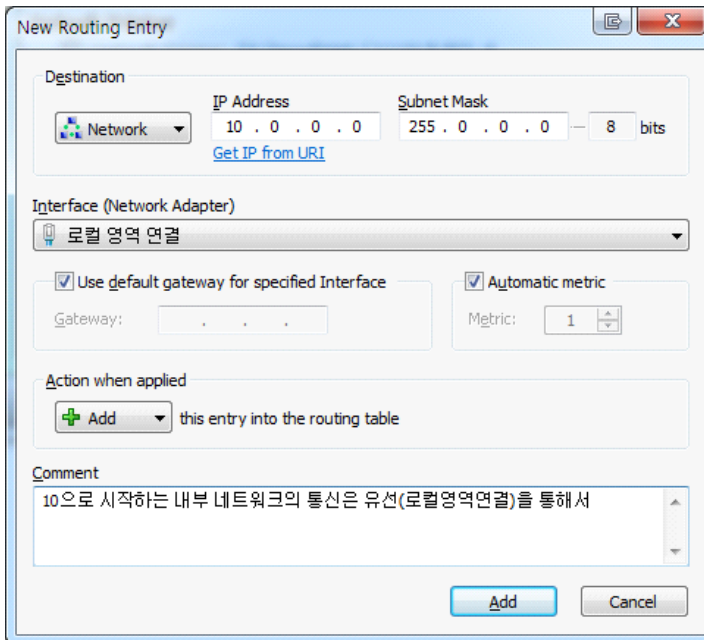 New Routing Entry
Destination
IP Address Subnet Mask
Network 10 . 0 . 0 . 0 255 . 0 . 0 . 0 — 8 bits
Get IP from URI
Interface (Network Adapter)
로컬 영역 연결
Use default gateway for specified Interface Automatic metric
Gateway: . . . Metric: 1
Action when applied
Add this entry into the routing table
Comment
10으로 시작하는 내부 네트워크의 통신은 유선(로컬영역연결)을 통해서
Add Cancel